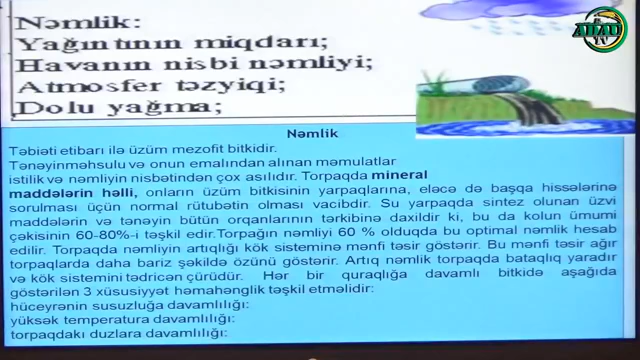 Nəmlik:
Yağıntının miqdarı;
Havanın nisbi nəmliyi;
Atmosfer təzyiqi;
Dolu yağma;
ADAU
TV
Nəmlik
Təbiəti etibarı ilə üzüm mezofit bitkidir.
Tənəyinməhsulu və onun emalından alınan məmulatlar
istilik və nəmliyin nisbətindən çox asılıdır. Torpaqda mineral
maddələrin həlli, onların üzüm bitkisinin yarpaqlarına, eləcə də başqa hissələrinə
sorulması üçün normal rütubətin olması vacibdir. Su yarpaqda sintez olunan üzvi
maddələrin və tənəyin bütün orqanlarının tərkibinə daxildir ki, bu da kolun ümumi
çəkisinin 60-80%-i təşkil edir.Torpağın nəmliyi 60 % olduqda bu optimal nəmlik hesab
edilir. Torpaqda nəmliyin artıqlığı kök sisteminə mənfi təsir göstərir. Bu mənfi təsir ağır
torpaqlarda daha bariz şəkildə özünü göstərir. Artıq nəmlik torpaqda bataqlıq yaradır
və kök sistemini tədricən çürüdür. Hər bir quraqlığa davamlı bitkidə aşağıda
göstərilən 3 xüsusiyyət həmahənglik təşkil etməlidir:
hüceyrənin susuzluğa davamlılığı:
yüksək temperatura davamlılığı:
torpaqdakı duzlara davamlılığı: